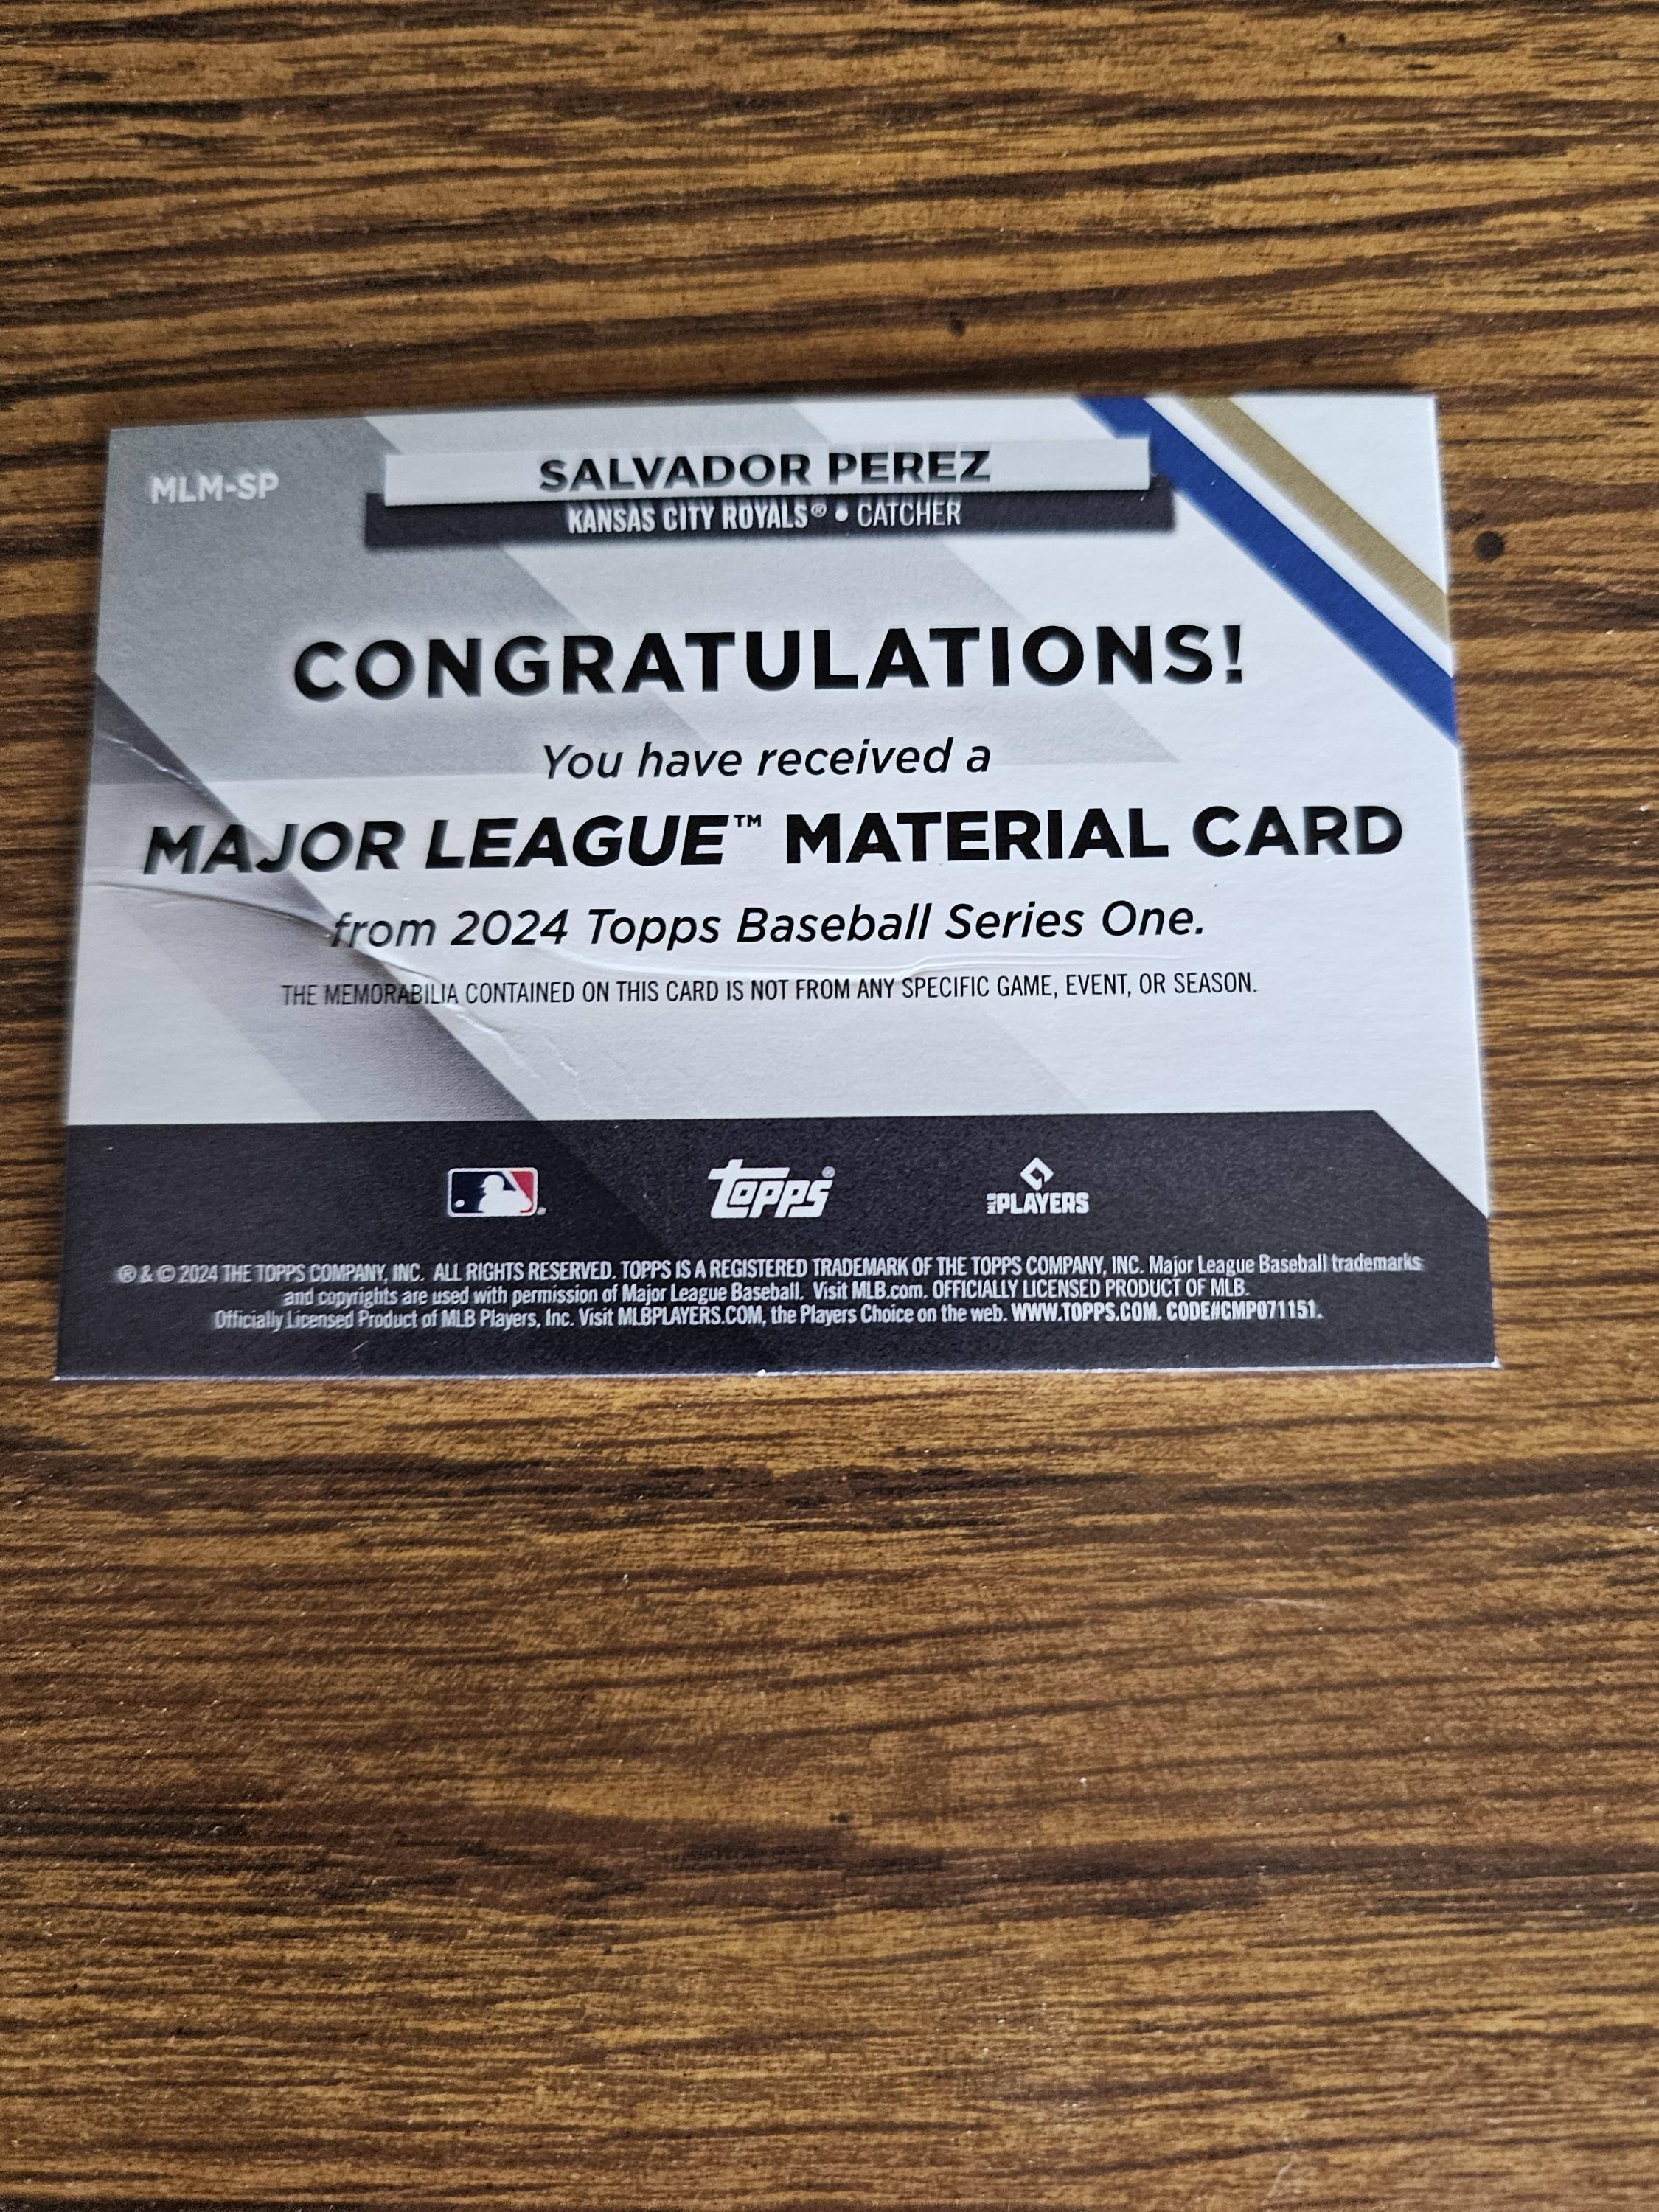 MLM-SP
SALVADOR PEREZ
KANSAS CITY ROYALS® • CATCHER
CONGRATULATIONS!
You have received a
MAJOR LEAGUE™ MATERIAL CARD
from 2024 Topps Baseball Series One.
THE MEMORABILIA CONTAINED ON THIS CARD IS NOT FROM ANY SPECIFIC GAME, EVENT, OR SEASON.
topps®
MLB PLAYERS
® & © 2024 THE TOPPS COMPANY, INC. ALL RIGHTS RESERVED. TOPPS IS A REGISTERED TRADEMARK OF THE TOPPS COMPANY, INC. Major League Baseball trademarks
and copyrights are used with permission of Major League Baseball. Visit MLB.com. OFFICIALLY LICENSED PRODUCT OF MLB.
Officially Licensed Product of MLB Players, Inc. Visit MLBPLAYERS.COM, the Players Choice on the web. WWW.TOPPS.COM. CODE#CMP071151.